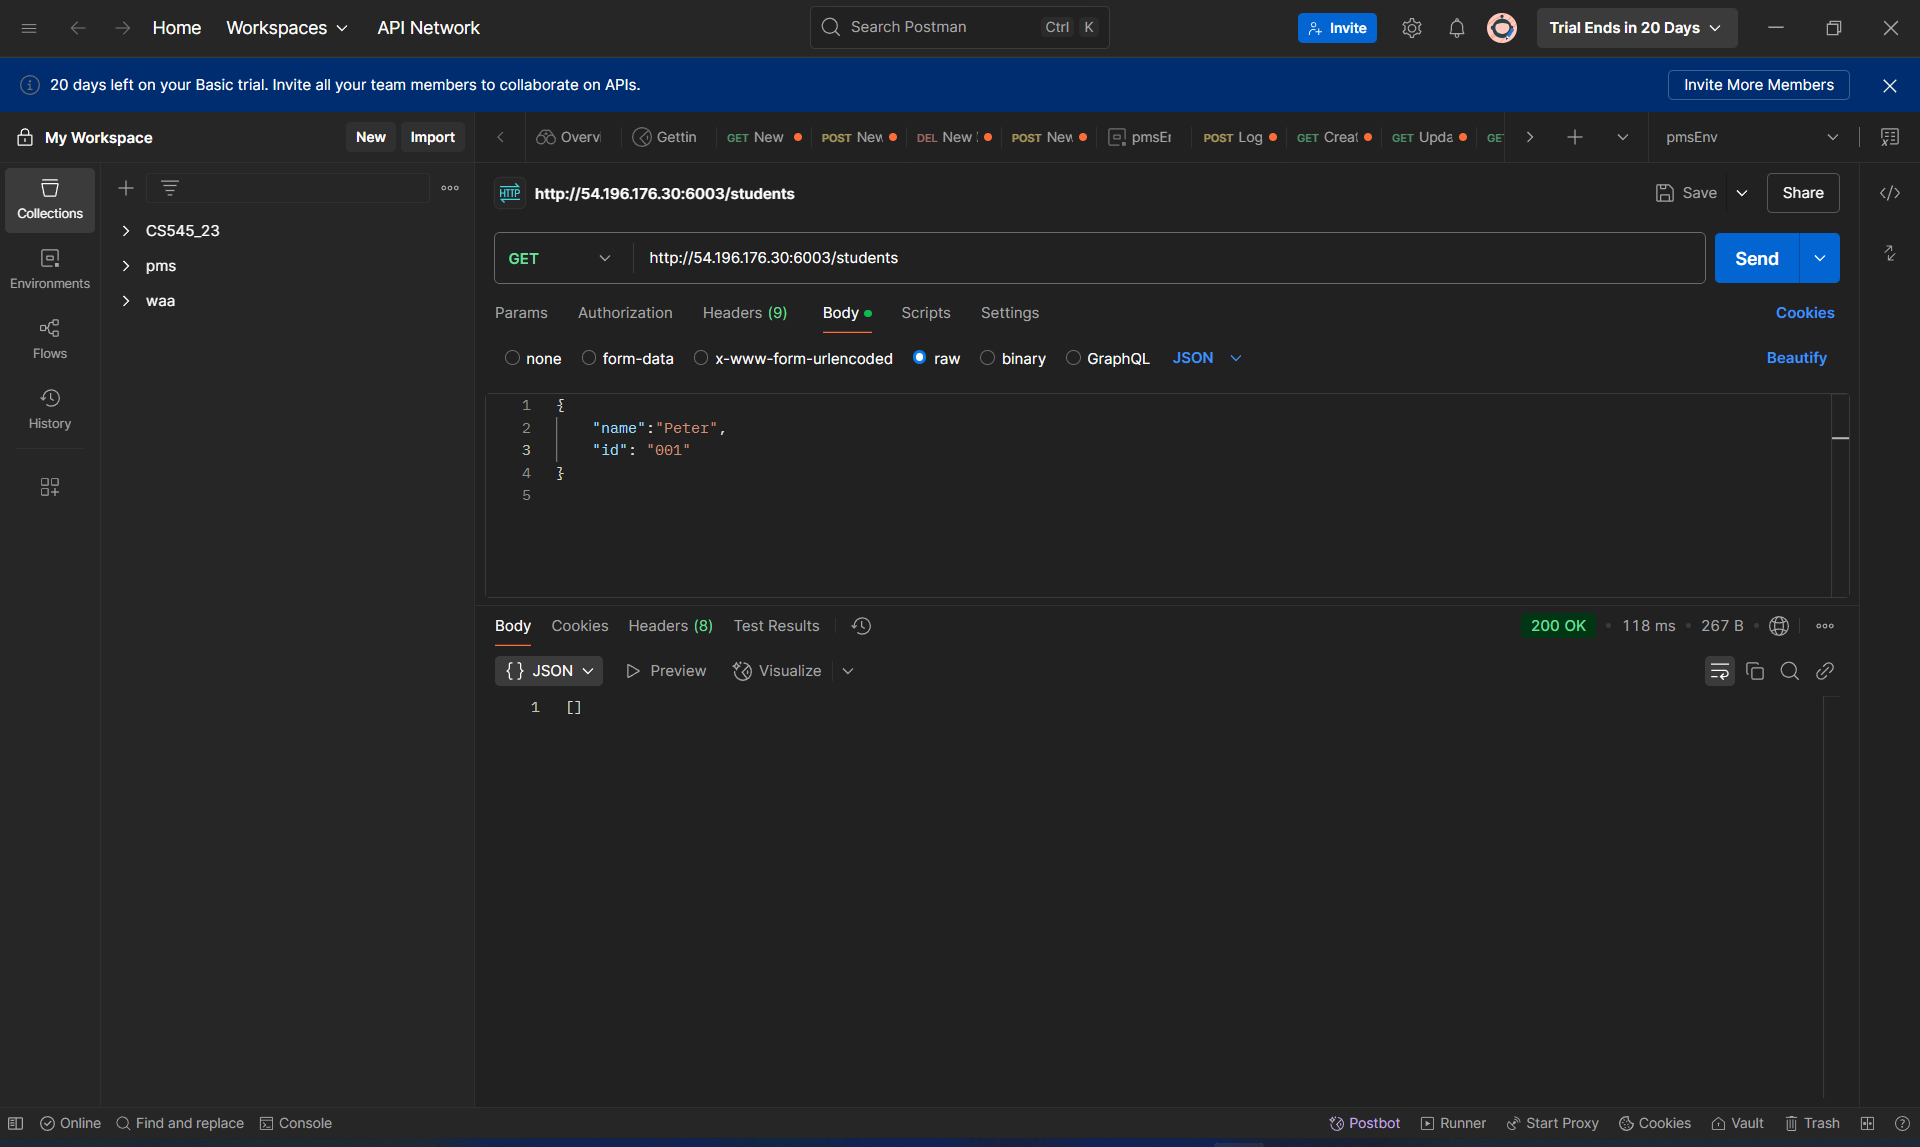 Home
Workspaces
API Network
Search Postman
Ctrl K
Invite
Trial Ends in 20 Days
20 days left on your Basic trial. Invite all your team members to collaborate on APIs.
Invite More Members
My Workspace
New
Import
Overvi
Gettin
GET New
POST New
DEL New
POST New
pmsEn
POST Log
GET Creat
GET Upda
GET
pmsEnv
Collections
Environments
Flows
History
CS545_23
pms
waa
HTTP http://54.196.176.30:6003/students
Save
Share
GET
http://54.196.176.30:6003/students
Send
Params
Authorization
Headers (9)
Body
Scripts
Settings
Cookies
none
form-data
x-www-form-urlencoded
raw
binary
GraphQL
JSON
Beautify
1 {
2 "name":"Peter",
3 "id": "001"
4 }
5
Body
Cookies
Headers (8)
Test Results
200 OK
118 ms
267 B
{} JSON
Preview
Visualize
1 []
Online
Find and replace
Console
Postbot
Runner
Start Proxy
Cookies
Vault
Trash